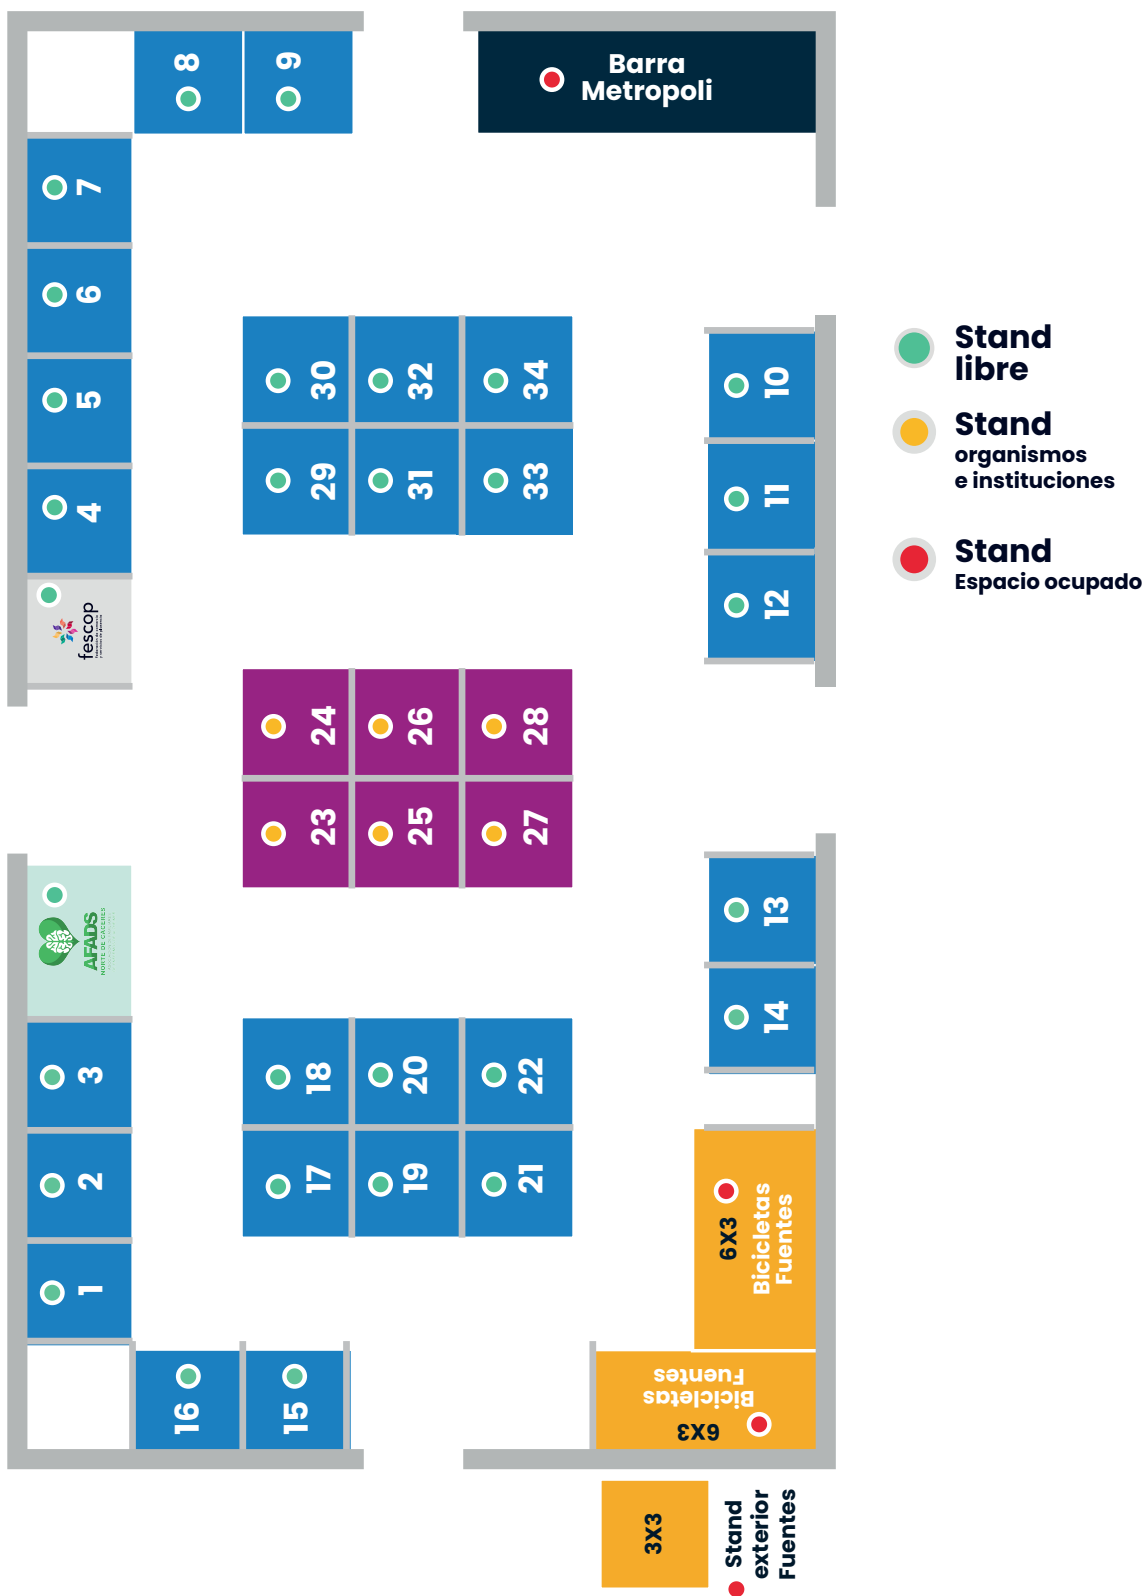 8
9
Barra
Metropoli
7
6
5
4
fescop
30
32
34
29
31
33
10
11
12
Stand
libre
Stand
organismos
e instituciones
Stand
Espacio ocupado
24
26
28
23
25
27
AFADS
NORTE DE CACERES
13
14
3
2
1
18
20
22
17
19
21
6X3
Bicicletas
Fuentes
16
15
Bicicletas
Fuentes
6X3
3X3
Stand
exterior
Fuentes